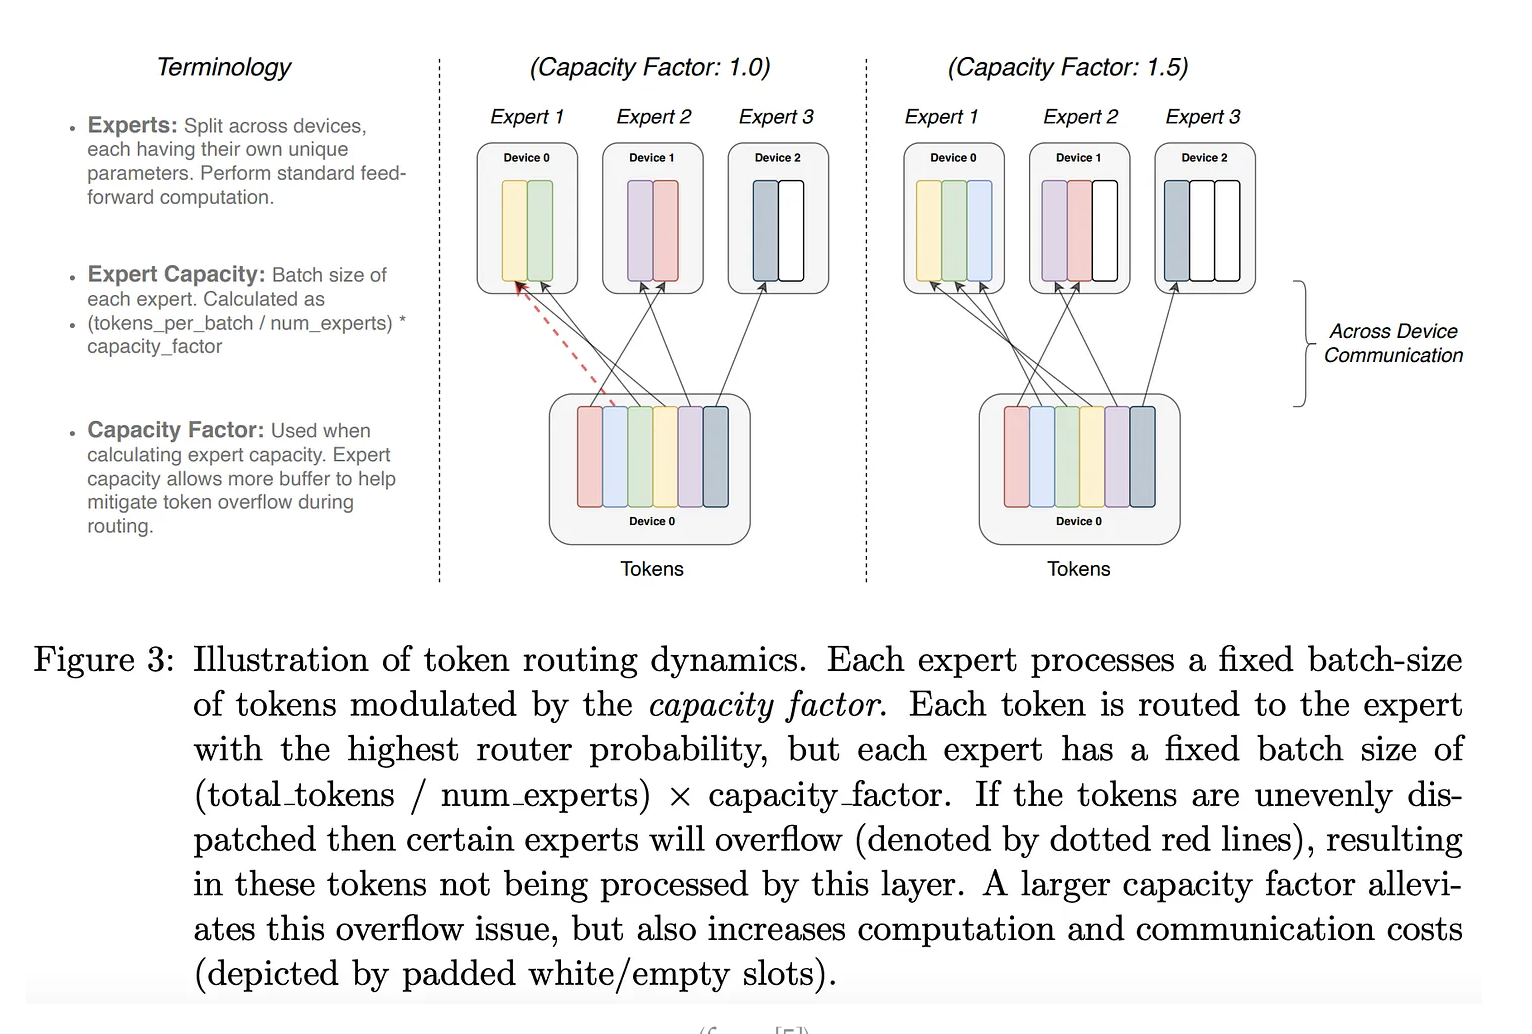 Terminology
• Experts: Split across devices,
each having their own unique
parameters. Perform standard feed-
forward computation.
• Expert Capacity: Batch size of
each expert. Calculated as
• (tokens_per_batch / num_experts) *
capacity_factor
• Capacity Factor: Used when
calculating expert capacity. Expert
capacity allows more buffer to help
mitigate token overflow during
routing.
(Capacity Factor: 1.0)
Expert 1 Expert 2 Expert 3
Device 0 Device 1 Device 2
Device 0
Tokens
(Capacity Factor: 1.5)
Expert 1 Expert 2 Expert 3
Device 0 Device 1 Device 2
Device 0
Tokens
Across Device
Communication
Figure 3: Illustration of token routing dynamics. Each expert processes a fixed batch-size
of tokens modulated by the capacity factor. Each token is routed to the expert
with the highest router probability, but each expert has a fixed batch size of
(total_tokens / num_experts) × capacity_factor. If the tokens are unevenly dis-
patched then certain experts will overflow (denoted by dotted red lines), resulting
in these tokens not being processed by this layer. A larger capacity factor allevi-
ates this overflow issue, but also increases computation and communication costs
(depicted by padded white/empty slots).